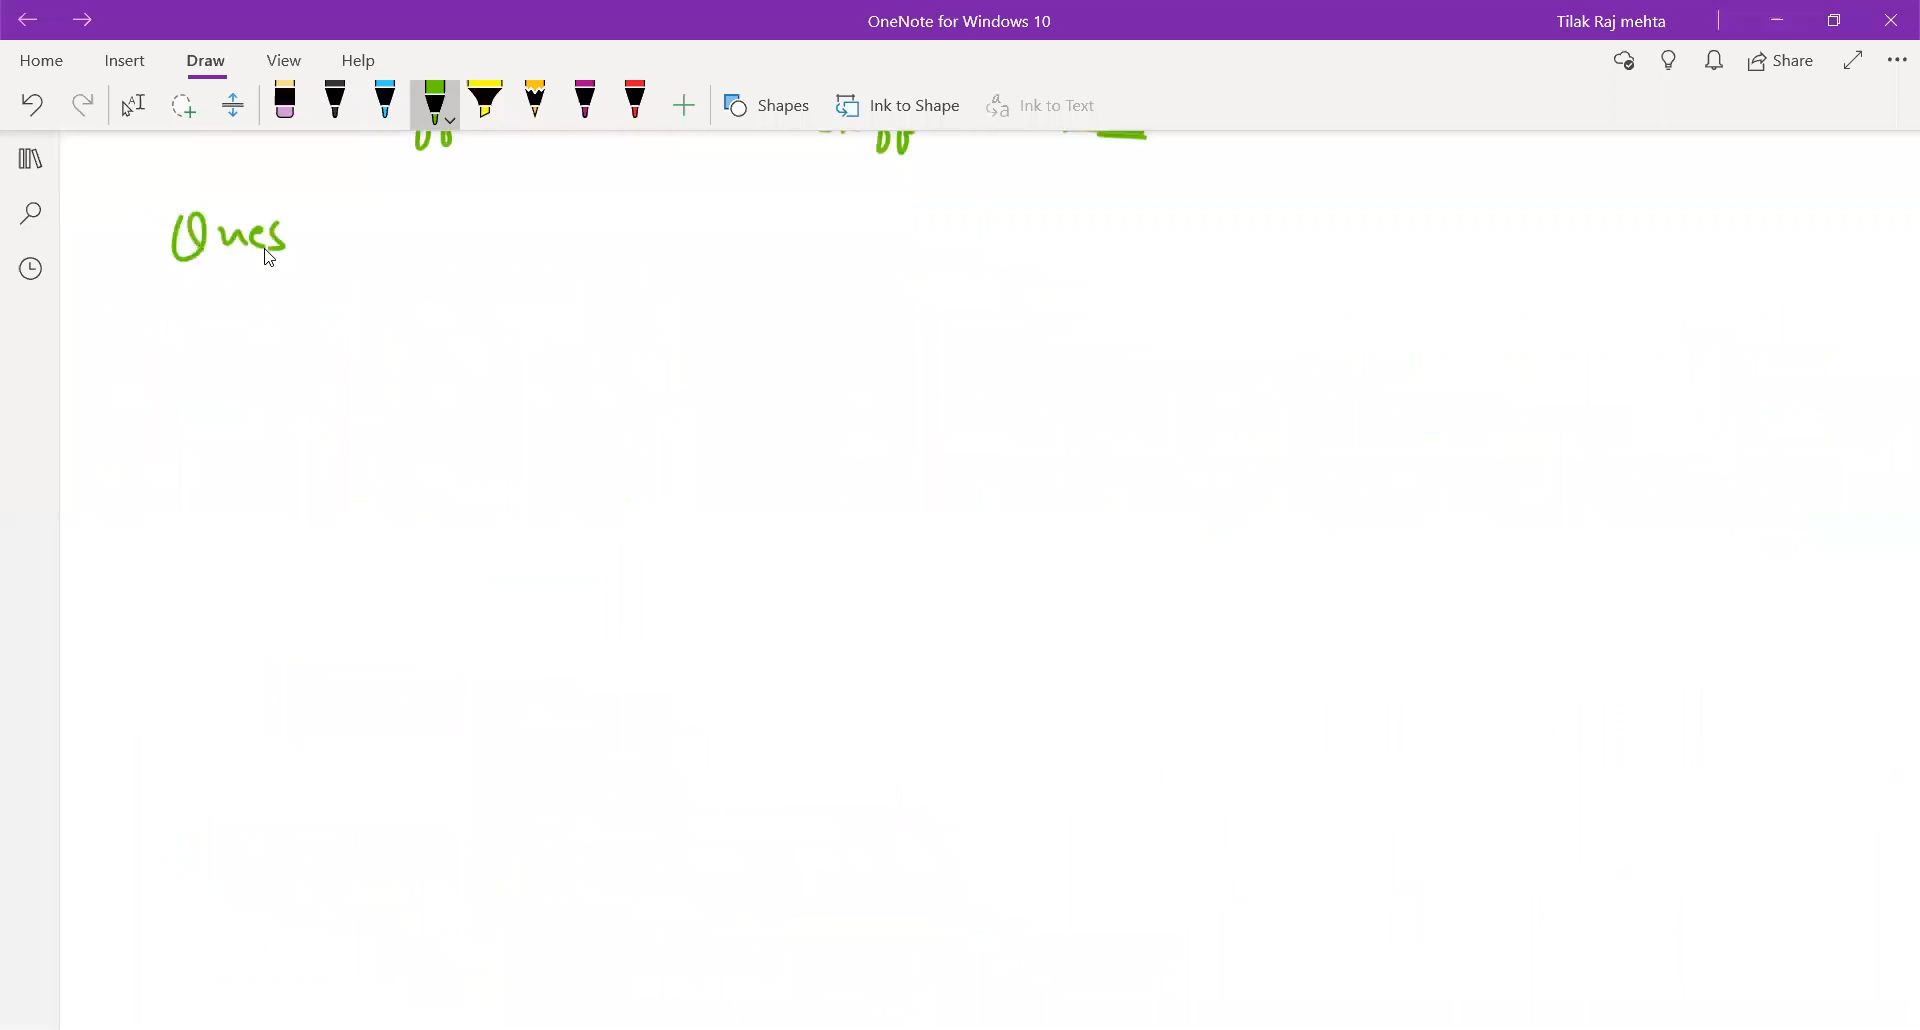 OneNote for Windows 10
Tilak Raj mehta
Home Insert Draw View Help
Share
Shapes Ink to Shape Ink to Text
Ques